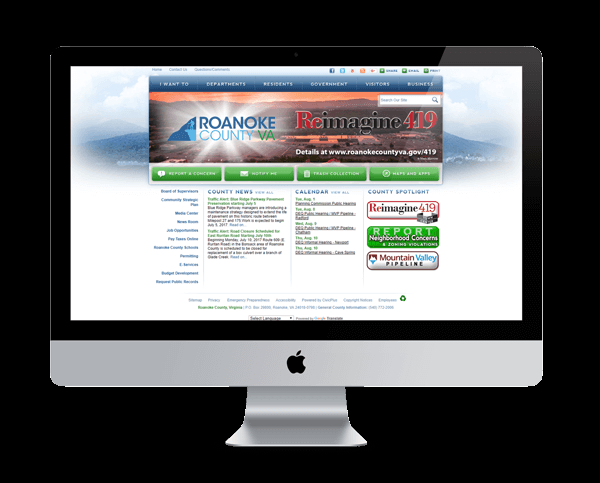 Home Contact Us Questions/Comments
SHARE EMAIL PRINT
I WANT TO DEPARTMENTS RESIDENTS GOVERNMENT VISITORS BUSINESS
Search Our Site
ROANOKE
COUNTY VA
Reimagine 419
Details at www.roanokecountyva.gov/419
REPORT A CONCERN NOTIFY ME TRASH COLLECTION MAPS AND APPS
Board of Supervisors
Community Strategic
Plan
Media Center
News Room
Job Opportunities
Pay Taxes Online
Roanoke County Schools
Permitting
E Services
Budget Development
Request Public Records
COUNTY NEWS VIEW ALL
Traffic Alert: Blue Ridge Parkway Pavement
Preservation starting July 5
Blue Ridge Parkway managers are introducing a
maintenance strategy designed to extend the life
of pavement on this historic route between
Milepost 27 and 175. Work is expected to begin
July 5, 2017. Read on...
Traffic Alert: Road Closure Scheduled for
Beginning Monday, July 10, 2017 Route 599 (E.
Ruritan Road) in the Bonsack area of Roanoke
County is scheduled to be closed for
replacement of a box culvert over a branch of
Glade Creek. Read on...
CALENDAR VIEW ALL
Tue, Aug. 1
Planning Commission Public Hearing
Tue, Aug. 8
DEQ Public Hearing - MVP Pipeline -
Radford
Wed, Aug. 9
DEQ Public Hearing - MVP Pipeline -
Chatham
Thu, Aug. 10
DEQ Informal Hearing - Newport
Thu, Aug. 10
DEQ Informal Hearing - Cave Spring
COUNTY SPOTLIGHT
Reimagine 419
REPORT
Neighborhood Concerns
& ZONING VIOLATIONS
Mountain Valley
PIPELINE
Sitemap Privacy Emergency Preparedness Accessibility Powered by CivicPlus Copyright Notices Employees
Roanoke County, Virginia | P.O. Box 29800, Roanoke, VA 24018-0798 | General County Information:
Select Language Powered by Google Translate